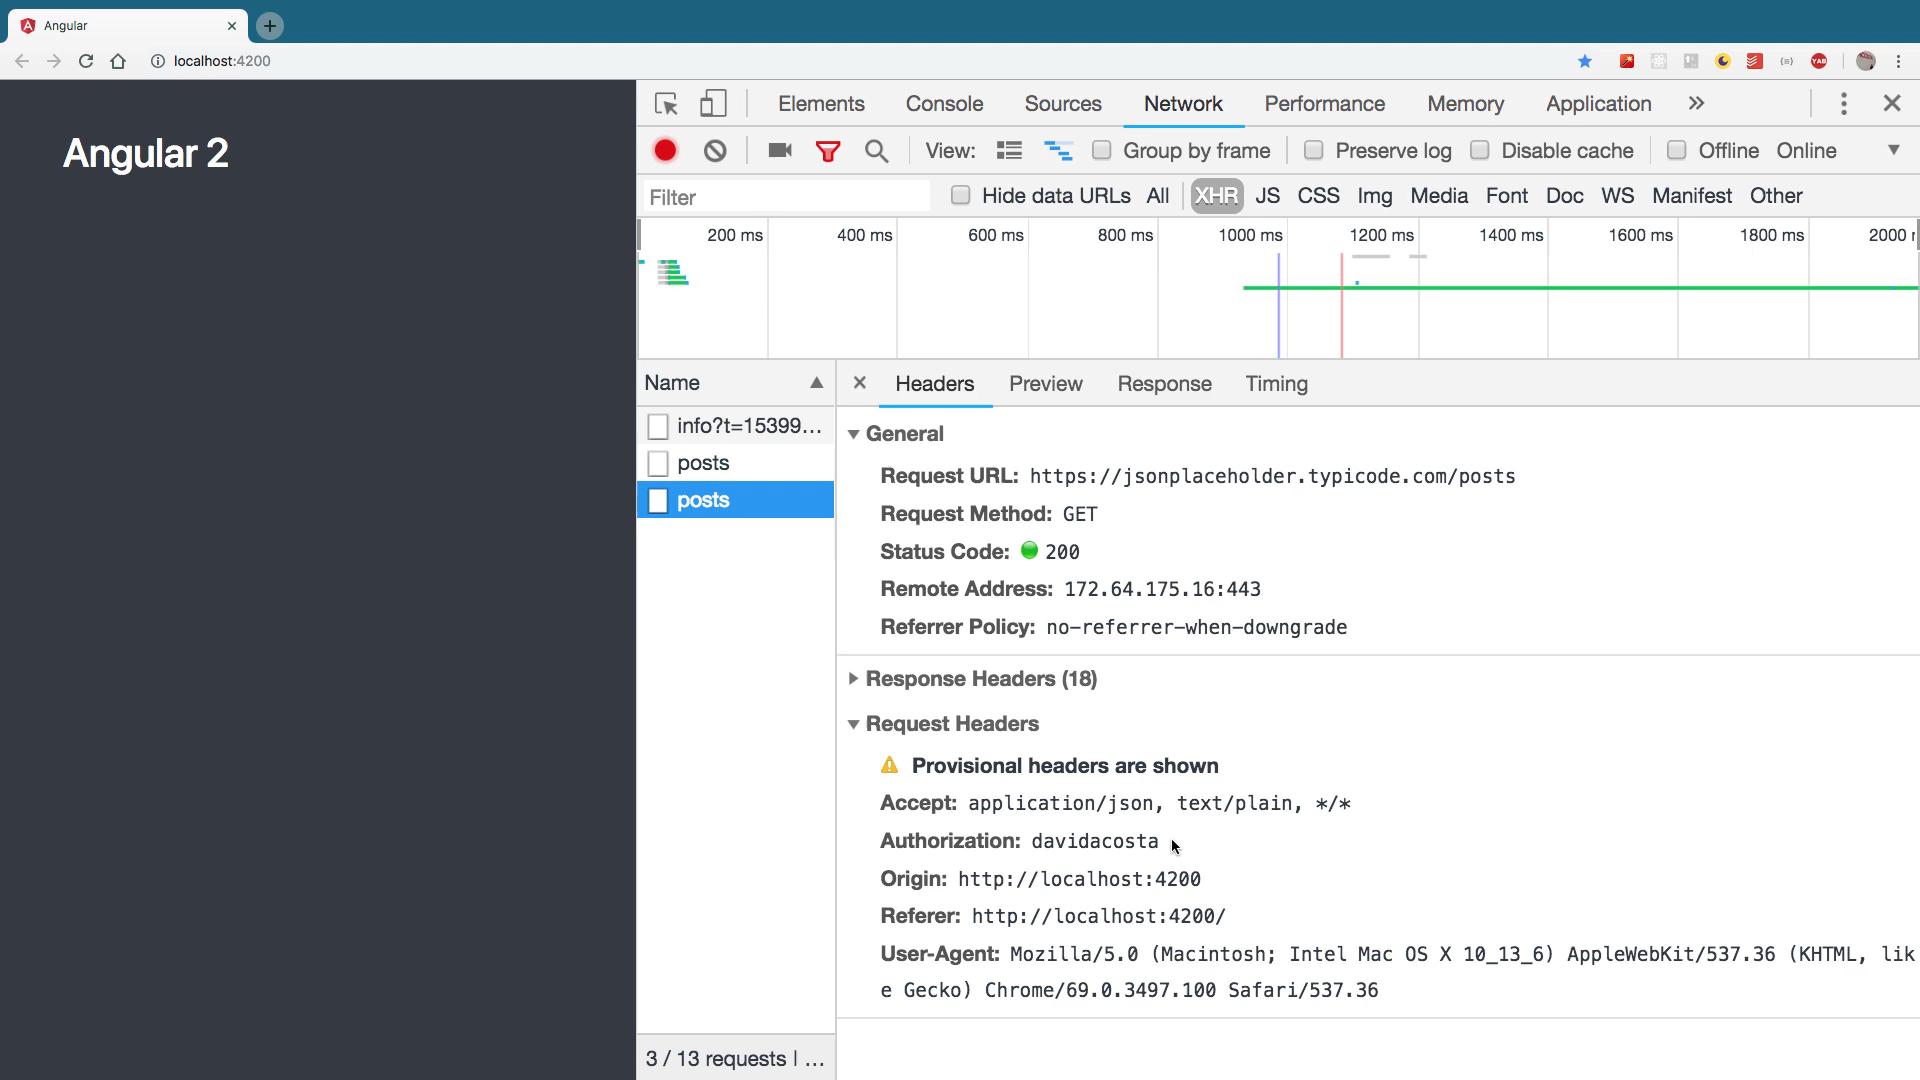 Angular
localhost:4200
Angular 2
Elements Console Sources Network Performance Memory Application
View: Group by frame Preserve log Disable cache Offline Online
Filter Hide data URLs All XHR JS CSS Img Media Font Doc WS Manifest Other
200 ms 400 ms 600 ms 800 ms 1000 ms 1200 ms 1400 ms 1600 ms 1800 ms 2000
Name
info?t=15399...
posts
posts
3 / 13 requests | ...
Headers Preview Response Timing
General
Request URL: https://jsonplaceholder.typicode.com/posts
Request Method: GET
Status Code: 200
Remote Address: 172.64.175.16:443
Referrer Policy: no-referrer-when-downgrade
Response Headers (18)
Request Headers
Provisional headers are shown
Accept: application/json, text/plain, */*
Authorization: davidacosta
Origin: http://localhost:4200
Referer: http://localhost:4200/
User-Agent: Mozilla/5.0 (Macintosh; Intel Mac OS X 10_13_6) AppleWebKit/537.36 (KHTML, lik
e Gecko) Chrome/69.0.3497.100 Safari/537.36